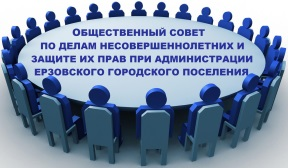 ОБЩЕСТВЕННЫЙ СОВЕТ
ПО ДЕЛАМ НЕСОВЕРШЕННОЛЕТНИХ И
ЗАЩИТЕ ИХ ПРАВ ПРИ АДМИНИСТРАЦИИ
ЕРЗОВСКОГО ГОРОДСКОГО ПОСЕЛЕНИЯ